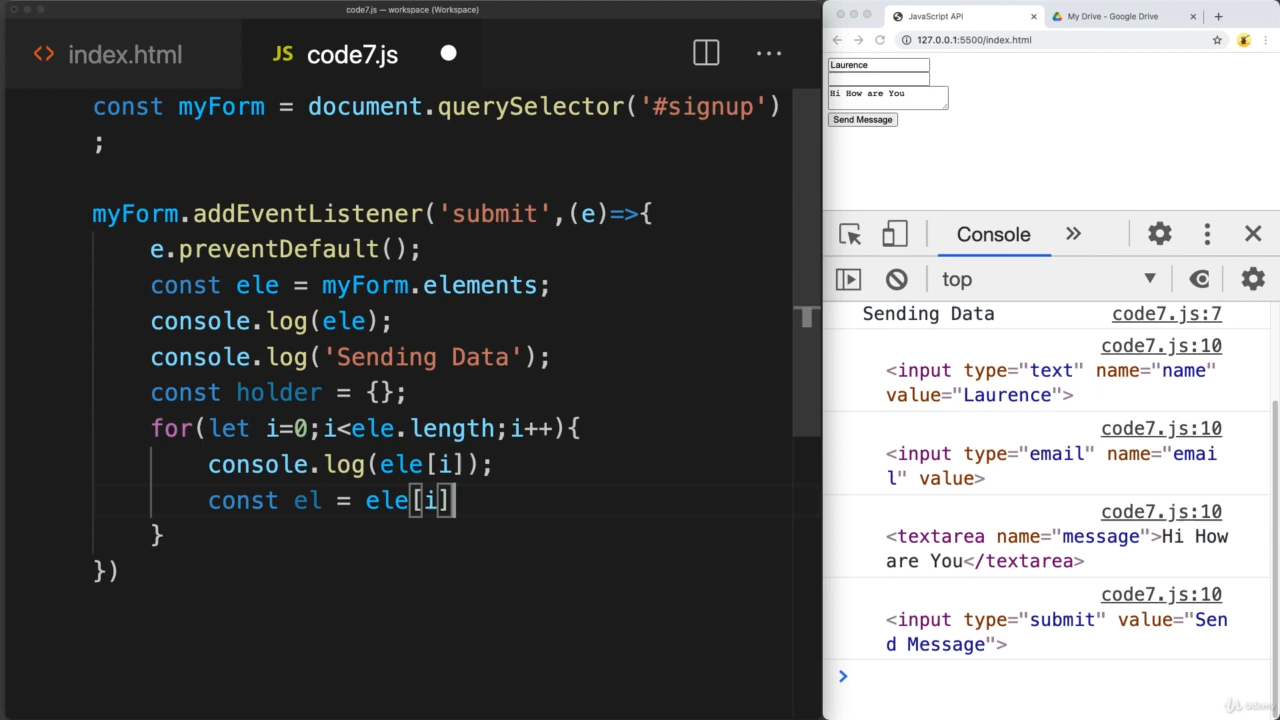 code7.js — workspace (Workspace)
<> index.html
JS code7.js
const myForm = document.querySelector('#signup')
;
myForm.addEventListener('submit',(e)=>{
e.preventDefault();
const ele = myForm.elements;
console.log(ele);
console.log('Sending Data');
const holder = {};
for(let i=0;i<ele.length;i++){
console.log(ele[i]);
const el = ele[i]
}
})
JavaScript API
My Drive - Google Drive
127.0.0.1:5500/index.html
Laurence
Hi How are You
Send Message
Console
top
Sending Data code7.js:7
code7.js:10
<input type="text" name="name"
value="Laurence">
code7.js:10
<input type="email" name="emai
l" value>
code7.js:10
<textarea name="message">Hi How
are You</textarea>
code7.js:10
<input type="submit" value="Sen
d Message">
Udemy